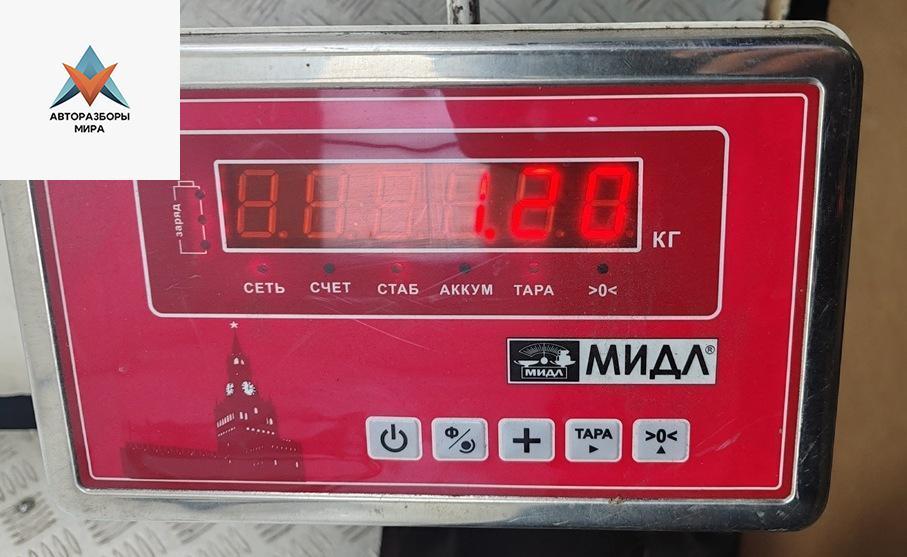 АВТОРАЗБОРЫ
МИРА
заряд
1.20
КГ
СЕТЬ СЧЕТ СТАБ АККУМ ТАРА >0<
МИДЛ
МИДЛ®
Ф
ТАРА
>0<